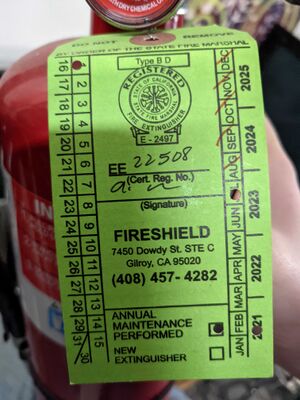 DRY CHEMICAL
DO NOT REMOVE
BY ORDER OF THE STATE FIRE MARSHAL
Type B D
REGISTERED
STATE OF CALIFORNIA
STATE FIRE MARSHAL
FIRE EXTINGUISHER
E - 2497
EE 22508
(Cert. Reg. No.)
(Signature)
FIRESHIELD
7450 Dowdy St. STE C
Gilroy, CA 95020
(408) 457- 4282
ANNUAL
MAINTENANCE
PERFORMED
NEW
EXTINGUISHER
16 17 18 19 20 21 22 23 24 25 26 27 28 29 30 31
1 2 3 4 5 6 7 8 9 10 11 12 13 14 15
JAN FEB MAR APR MAY JUN AUG SEP OCT NOV DEC
2021 2022 2023 2024 2025